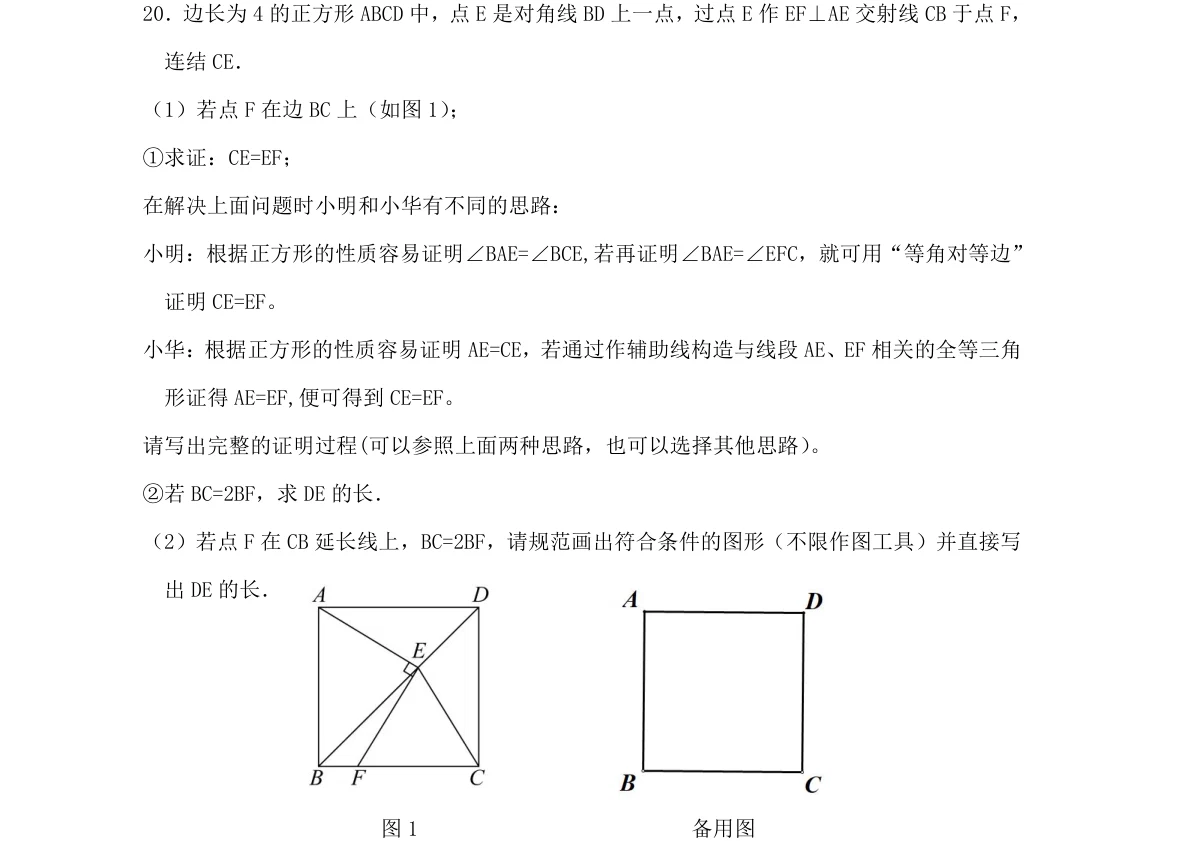 20. 边长为 4 的正方形 ABCD 中，点 E 是对角线 BD 上一点，过点 E 作 EF⊥AE 交射线 CB 于点 F，
连结 CE．
（1）若点 F 在边 BC 上（如图 1）；
①求证：CE=EF；
在解决上面问题时小明和小华有不同的思路：
小明：根据正方形的性质容易证明∠BAE=∠BCE,若再证明∠BAE=∠EFC，就可用“等角对等边”
证明 CE=EF。
小华：根据正方形的性质容易证明 AE=CE，若通过作辅助线构造与线段 AE、EF 相关的全等三角
形证得 AE=EF,便可得到 CE=EF。
请写出完整的证明过程(可以参照上面两种思路，也可以选择其他思路)。
②若 BC=2BF，求 DE 的长．
（2）若点 F 在 CB 延长线上，BC=2BF，请规范画出符合条件的图形（不限作图工具）并直接写
出 DE 的长．
A D A D
E
B F C B C
图 1 备用图